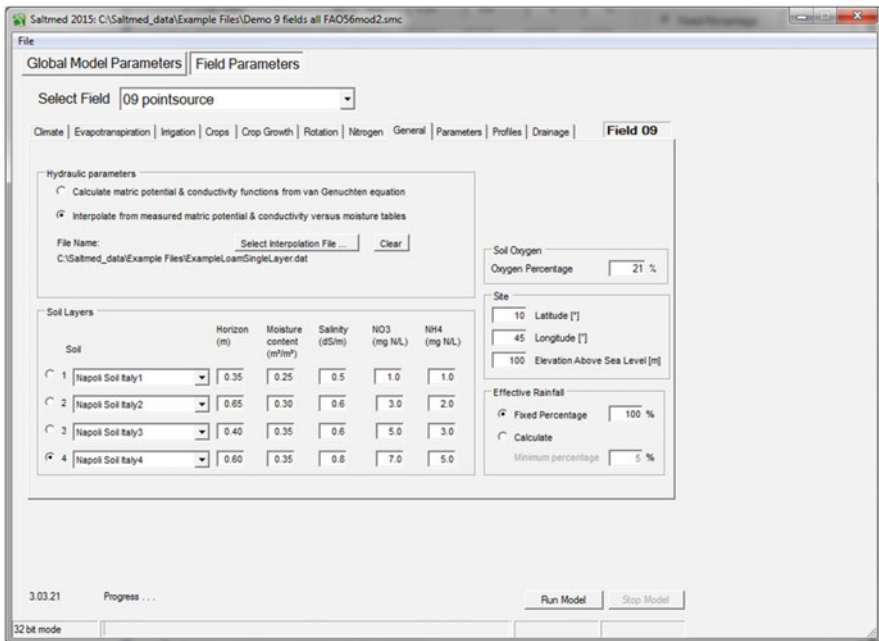 Saltmed 2015: C:\Saltmed_data\Example Files\Demo 9 fields all FAO56mod2.smc
File
Global Model Parameters Field Parameters
Select Field 09 pointsource
Climate Evapotranspiration Irrigation Crops Crop Growth Rotation Nitrogen General Parameters Profiles Drainage Field 09
Hydraulic parameters
Calculate matric potential & conductivity functions from van Genuchten equation
Interpolate from measured matric potential & conductivity versus moisture tables
File Name: Select Interpolation File ... Clear
C:\Saltmed_data\Example Files\ExampleLoamSingleLayer.dat
Soil Oxygen
Oxygen Percentage 21 %
Site
10 Latitude [°]
45 Longitude [°]
100 Elevation Above Sea Level [m]
Effective Rainfall
Fixed Percentage 100 %
Calculate
Minimum percentage 5 %
Soil Layers
Horizon Moisture Salinity NO3 NH4
(m) content (dS/m) (mg N/L) (mg N/L)
Soil (m³/m³)
1 Napoli Soil Italy1 0.35 0.25 0.5 1.0 1.0
2 Napoli Soil Italy2 0.65 0.30 0.6 3.0 2.0
3 Napoli Soil Italy3 0.40 0.35 0.6 5.0 3.0
4 Napoli Soil Italy4 0.60 0.35 0.8 7.0 5.0
3.03.21 Progress . . . Run Model Stop Model
32 bit mode